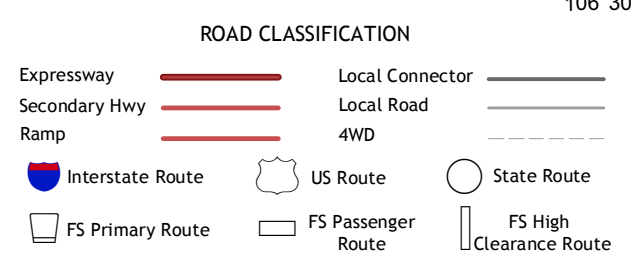 106 30
ROAD CLASSIFICATION
Expressway
Local Connector
Secondary Hwy
Local Road
Ramp
4WD
Interstate Route
US Route
State Route
FS Primary Route
FS Passenger
Route
FS High
Clearance Route